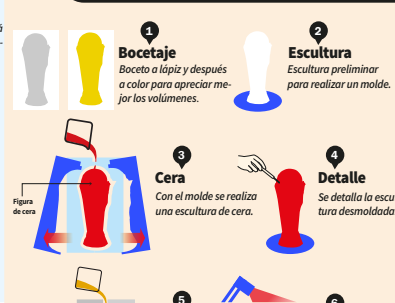 1
Bocetaje
Boceto a lápiz y después
a color para apreciar me-
jor los volúmenes.
2
Escultura
Escultura preliminar
para realizar un molde.
3
Cera
Con el molde se realiza
una escultura de cera.
Figura
de cera
4
Detalle
Se detalla la escu
tura desmoldada
5
6